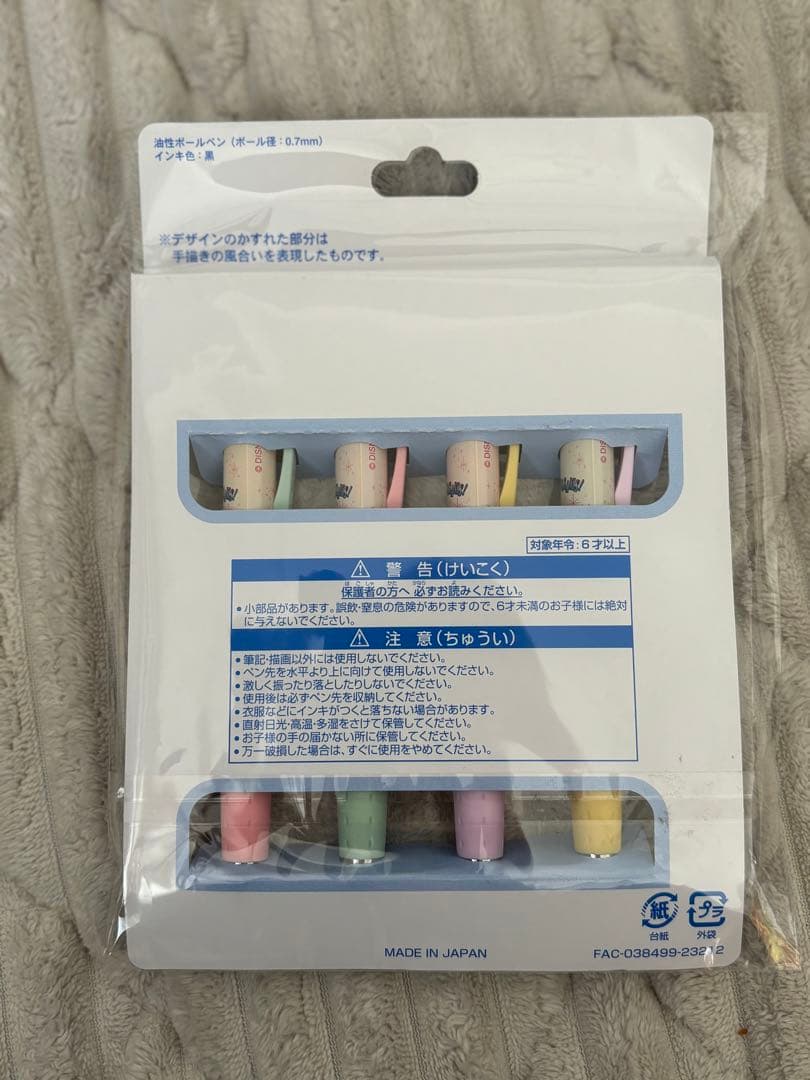 油性ボールペン（ボール径：0.7mm）
インキ色：黒
※デザインのかすれた部分は
手描きの風合いを表現したものです。
© DISN
© DISN
© DISN
© DISN
対象年令：6才以上
⚠ 警 告（けいこく）
保護者の方へ 必ずお読みください。
●小部品があります。誤飲・窒息の危険がありますので、6才未満のお子様には絶対
に与えないでください。
⚠ 注 意（ちゅうい）
●筆記・描画以外には使用しないでください。
●ペン先を水平より上に向けて使用しないでください。
●激しく振ったり落としたりしないでください。
●使用後は必ずペン先を収納してください。
●衣服などにインキがつくと落ちない場合があります。
●直射日光・高温・多湿をさけて保管してください。
●お子様の手の届かない所に保管してください。
●万一破損した場合は、すぐに使用をやめてください。
紙
台紙
プラ
外袋
MADE IN JAPAN
FAC-038499-23212